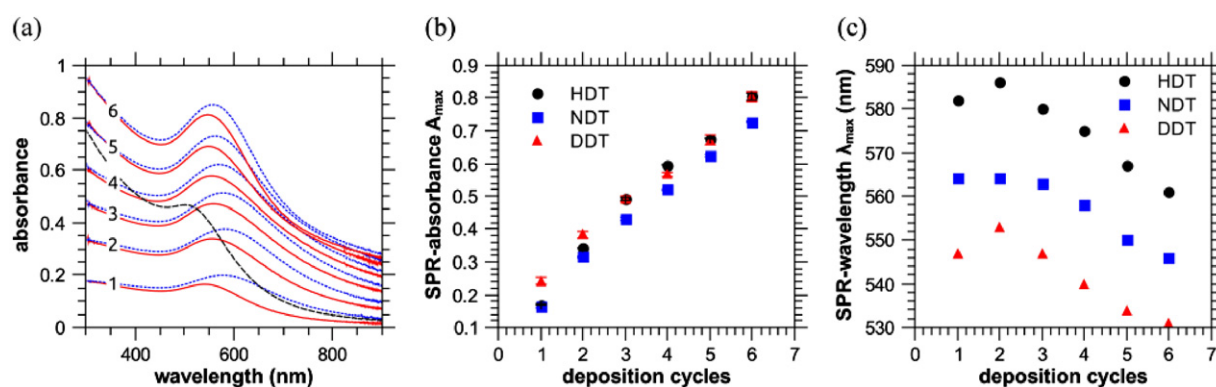 (a)
1
0.8
0.6
0.4
0.2
0
absorbance
6
5
4
3
2
1
400 600 800
wavelength (nm)
(b)
0.9
0.8
0.7
0.6
0.5
0.4
0.3
0.2
0.1
SPR-absorbance Amax
HDT
NDT
DDT
0 1 2 3 4 5 6 7
deposition cycles
(c)
590
580
570
560
550
540
530
SPR-wavelength λmax (nm)
HDT
NDT
DDT
0 1 2 3 4 5 6 7
deposition cycles